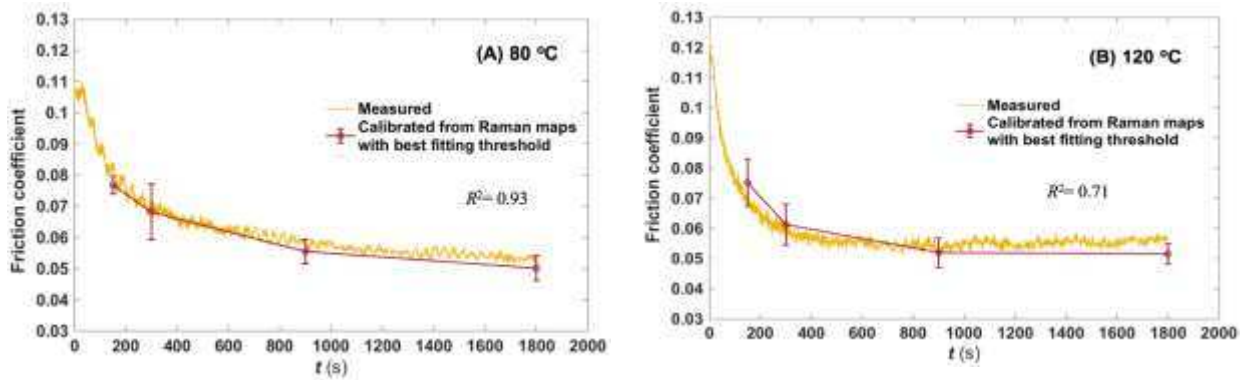 0.13
0.12
0.11
0.1
0.09
0.08
0.07
0.06
0.05
0.04
0.03
Friction coefficient
(A) 80 °C
Measured
Calibrated from Raman maps
with best fitting threshold
R²= 0.93
0 200 400 600 800 1000 1200 1400 1600 1800 2000
t (s)
0.13
0.12
0.11
0.1
0.09
0.08
0.07
0.06
0.05
0.04
0.03
Friction coefficient
(B) 120 °C
Measured
Calibrated from Raman maps
with best fitting threshold
R²= 0.71
0 200 400 600 800 1000 1200 1400 1600 1800 2000
t (s)